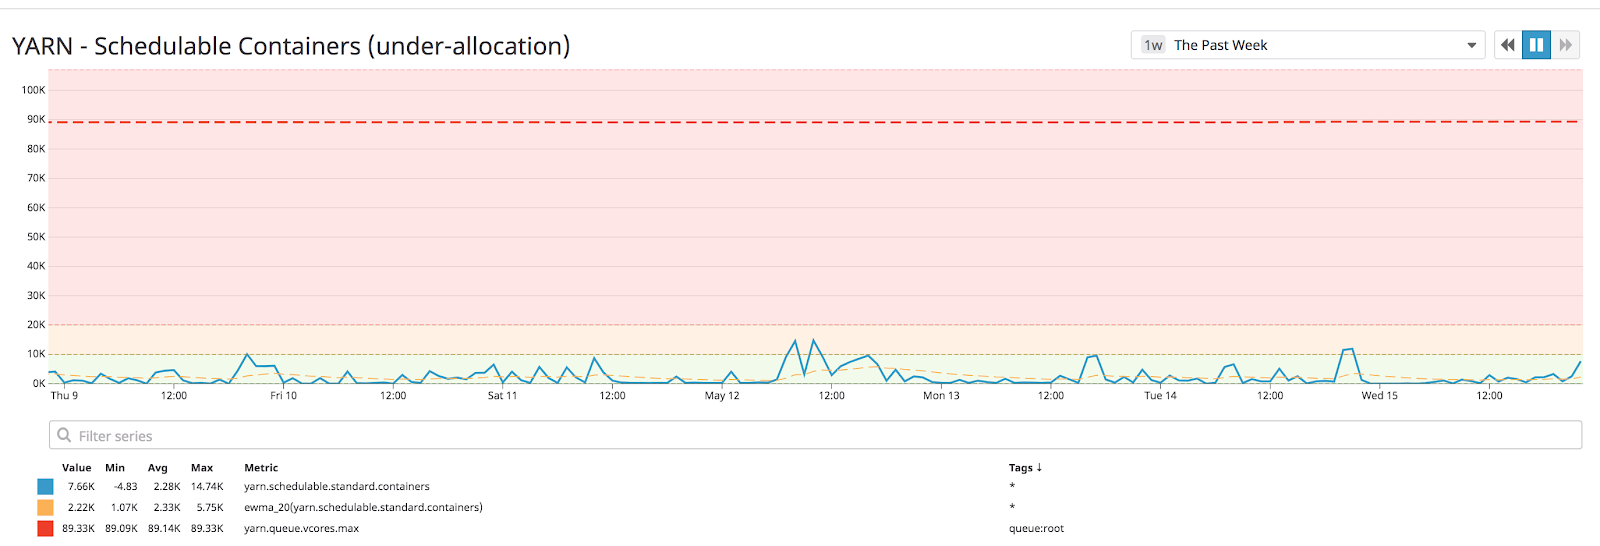 YARN - Schedulable Containers (under-allocation)
1w The Past Week
100K
90K
80K
70K
60K
50K
40K
30K
20K
10K
0K
Thu 9 12:00 Fri 10 12:00 Sat 11 12:00 May 12 12:00 Mon 13 12:00 Tue 14 12:00 Wed 15 12:00
Filter series
Value Min Avg Max Metric Tags ↓
7.66K -4.83 2.28K 14.74K yarn.schedulable.standard.containers *
2.22K 1.07K 2.33K 5.75K ewma_20(yarn.schedulable.standard.containers) *
89.33K 89.09K 89.14K 89.33K yarn.queue.vcores.max queue:root